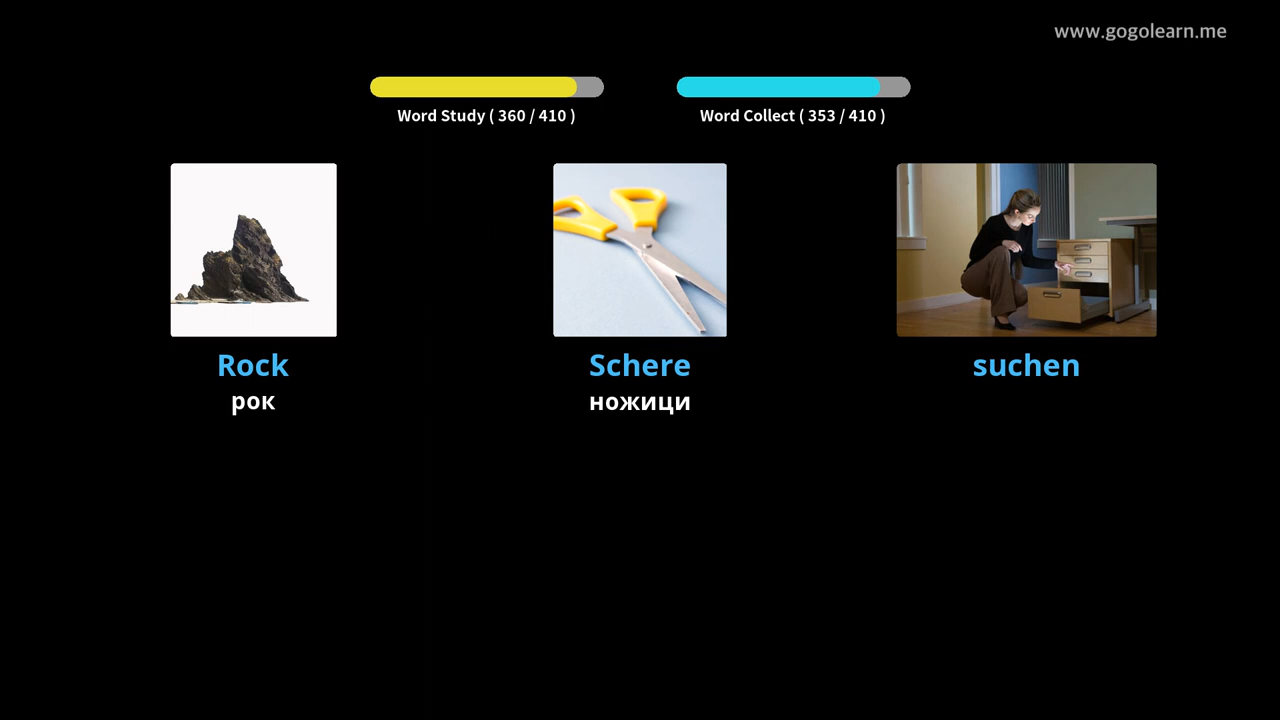 www.gogolearn.me
Word Study ( 360 / 410 )
Word Collect ( 353 / 410 )
Rock
рок
Schere
ножици
suchen